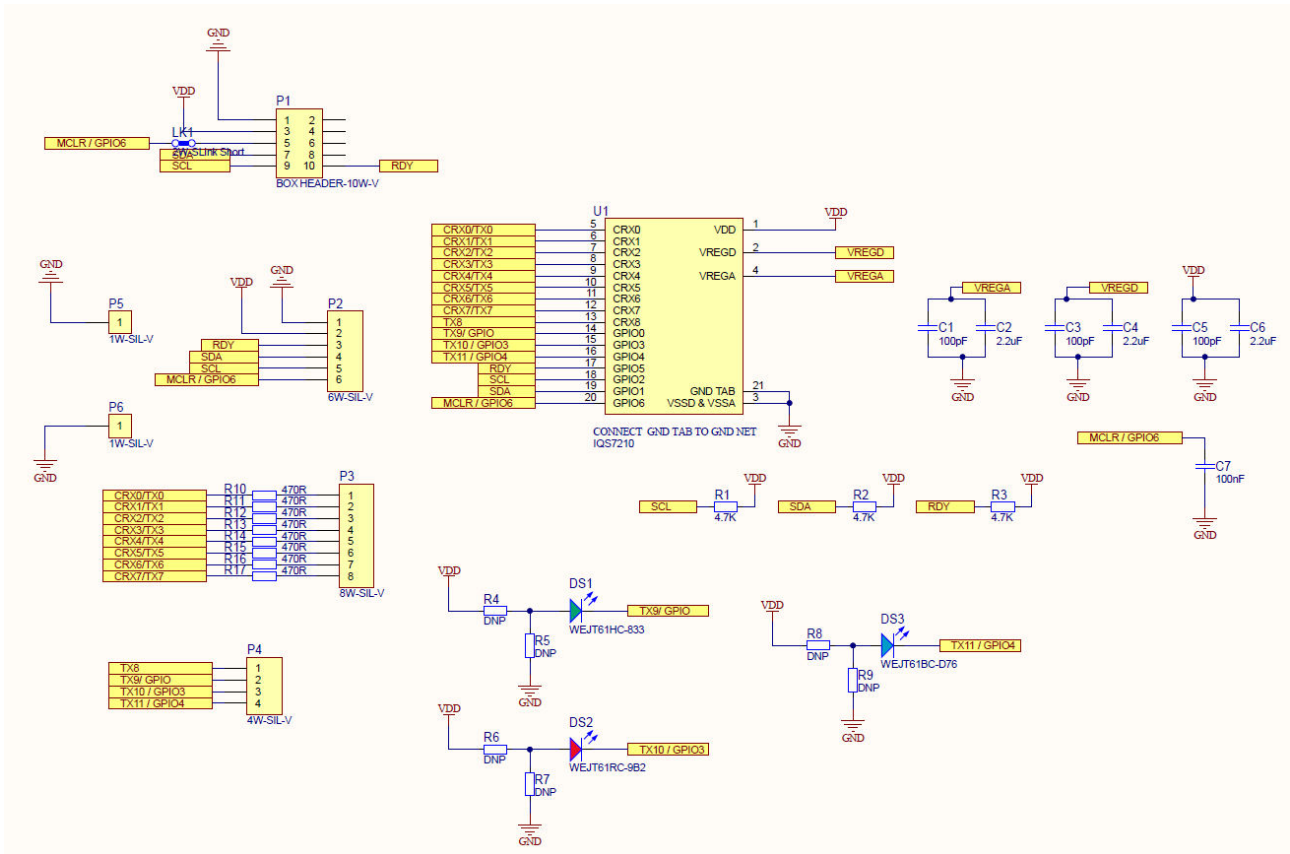 GND
VDD
P1
1 2
3 4
MCLR / GPIO6
LK1
5 6
2W-SLink Short
SDA
7 8
SCL
9 10
RDY
BOX HEADER-10W-V
U1
VDD
CRX0/TX0 5 CRX0 VDD 1
CRX1/TX1 6 CRX1
CRX2/TX2 7 CRX2 VREGD 2 VREGD
CRX3/TX3 8 CRX3
CRX4/TX4 9 CRX4 VREGA 4 VREGA
CRX5/TX5 10 CRX5
CRX6/TX6 11 CRX6
CRX7/TX7 12 CRX7
TX8 13 CRX8
TX9/ GPIO 14 GPIO0
TX10 / GPIO3 15 GPIO3
TX11 / GPIO4 16 GPIO4
RDY 17 GPIO5
SCL 18 GPIO2
SDA 19 GPIO1 GND TAB 21
MCLR / GPIO6 20 GPIO6 VSSD & VSSA 3
GND
CONNECT GND TAB TO GND NET
IQS7210
GND
P5
1
1W-SIL-V
VDD
GND
P2
1
2
RDY 3
SDA 4
SCL 5
MCLR / GPIO6 6
6W-SIL-V
P6
1
1W-SIL-V
GND
VREGA
C1
100pF
C2
2.2uF
GND
VREGD
C3
100pF
C4
2.2uF
GND
VDD
C5
100pF
C6
2.2uF
GND
MCLR / GPIO6
C7
100nF
GND
P3
CRX0/TX0 R10 470R 1
CRX1/TX1 R11 470R 2
CRX2/TX2 R12 470R 3
CRX3/TX3 R13 470R 4
CRX4/TX4 R14 470R 5
CRX5/TX5 R15 470R 6
CRX6/TX6 R16 470R 7
CRX7/TX7 R17 470R 8
8W-SIL-V
SCL R1 VDD
4.7K
SDA R2 VDD
4.7K
RDY R3 VDD
4.7K
VDD
R4
DNP
DS1
TX9/ GPIO
WEJT61HC-833
R5
DNP
GND
VDD
R8
DNP
DS3
TX11 / GPIO4
WEJT61BC-D76
R9
DNP
GND
P4
TX8 1
TX9/ GPIO 2
TX10 / GPIO3 3
TX11 / GPIO4 4
4W-SIL-V
VDD
R6
DNP
DS2
TX10 / GPIO3
WEJT61RC-9B2
R7
DNP
GND